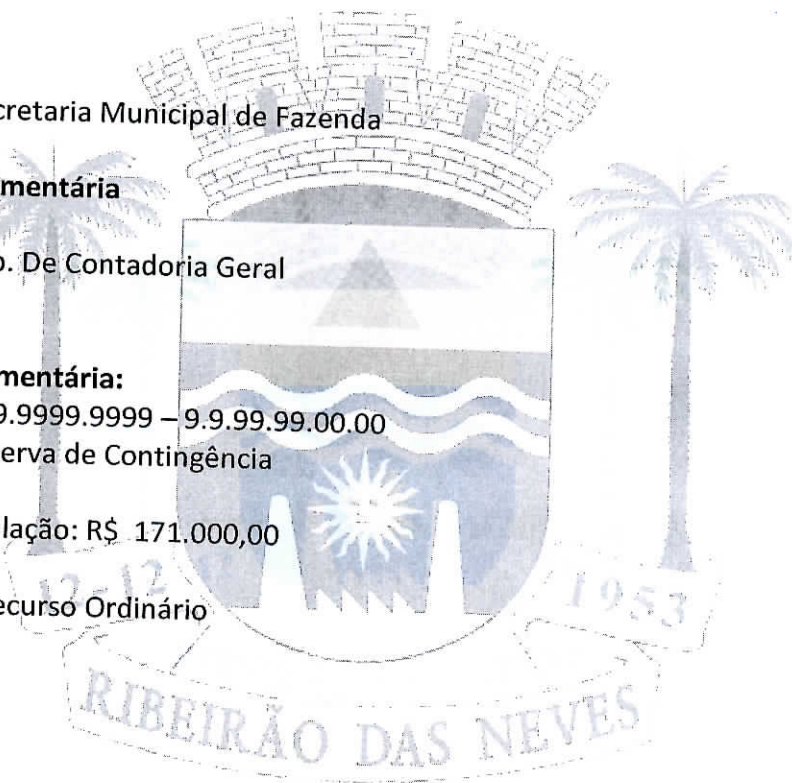 cretaria Municipal de Fazenda
mentária
o. De Contadoria Geral
mentária:
9.9999.9999 – 9.9.99.99.00.00
erva de Contingência
lação: R$ 171.000,00
ecurso Ordinário
12-12
1953
RIBEIRÃO DAS NEVES